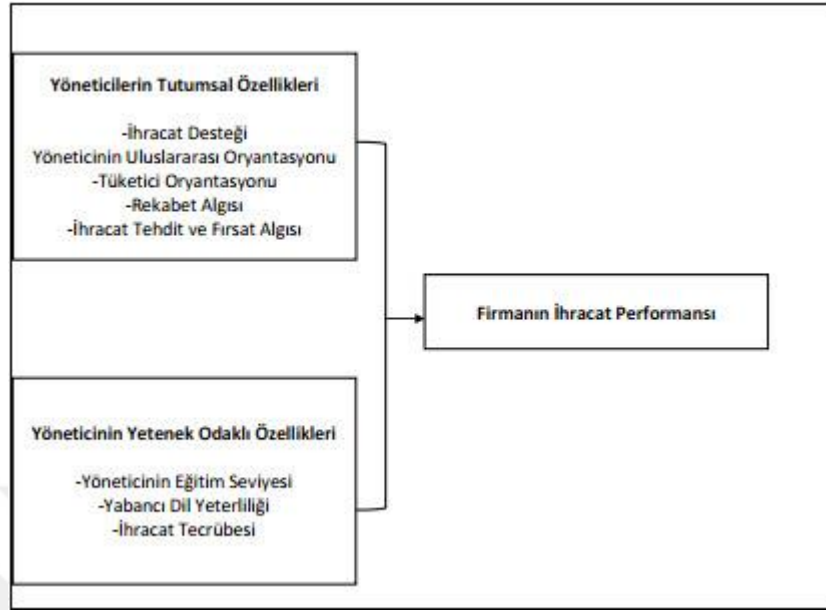 Yöneticilerin Tutumsal Özellikleri
-İhracat Desteği
Yöneticinin Uluslararası Oryantasyonu
-Tüketici Oryantasyonu
-Rekabet Algısı
-İhracat Tehdit ve Fırsat Algısı
Firmanın İhracat Performansı
Yöneticinin Yetenek Odaklı Özellikleri
-Yöneticinin Eğitim Seviyesi
-Yabancı Dil Yeterliliği
-İhracat Tecrübesi